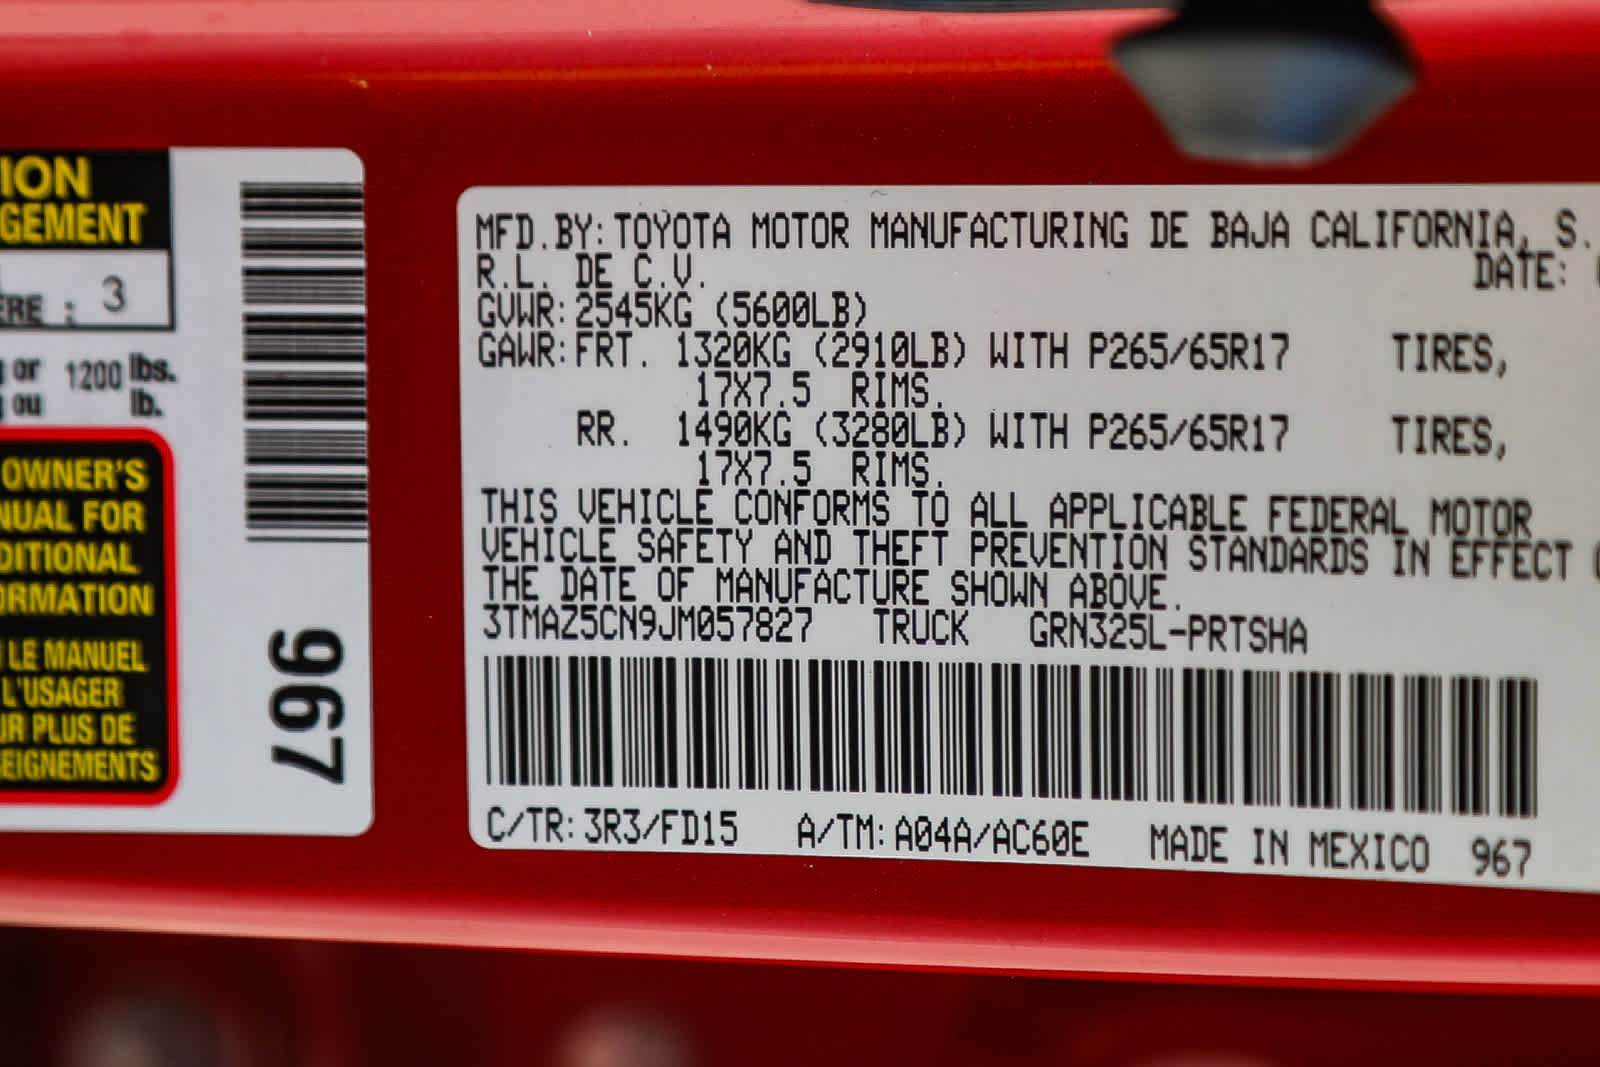 ION
GEMENT
ERE : 3
g or 1200 lbs.
g ou lb.
OWNER'S
NUAL FOR
DITIONAL
ORMATION
LE MANUEL
L'USAGER
UR PLUS DE
SEIGNEMENTS
967
MFD.BY:TOYOTA MOTOR MANUFACTURING DE BAJA CALIFORNIA, S.
R.L. DE C.V. DATE:
GVWR:2545KG (5600LB)
GAWR:FRT. 1320KG (2910LB) WITH P265/65R17 TIRES,
17X7.5 RIMS.
RR. 1490KG (3280LB) WITH P265/65R17 TIRES,
17X7.5 RIMS.
THIS VEHICLE CONFORMS TO ALL APPLICABLE FEDERAL MOTOR
VEHICLE SAFETY AND THEFT PREVENTION STANDARDS IN EFFECT
THE DATE OF MANUFACTURE SHOWN ABOVE.
3TMAZ5CN9JM057827 TRUCK GRN325L-PRTSHA
C/TR:3R3/FD15 A/TM:A04A/AC60E MADE IN MEXICO 967